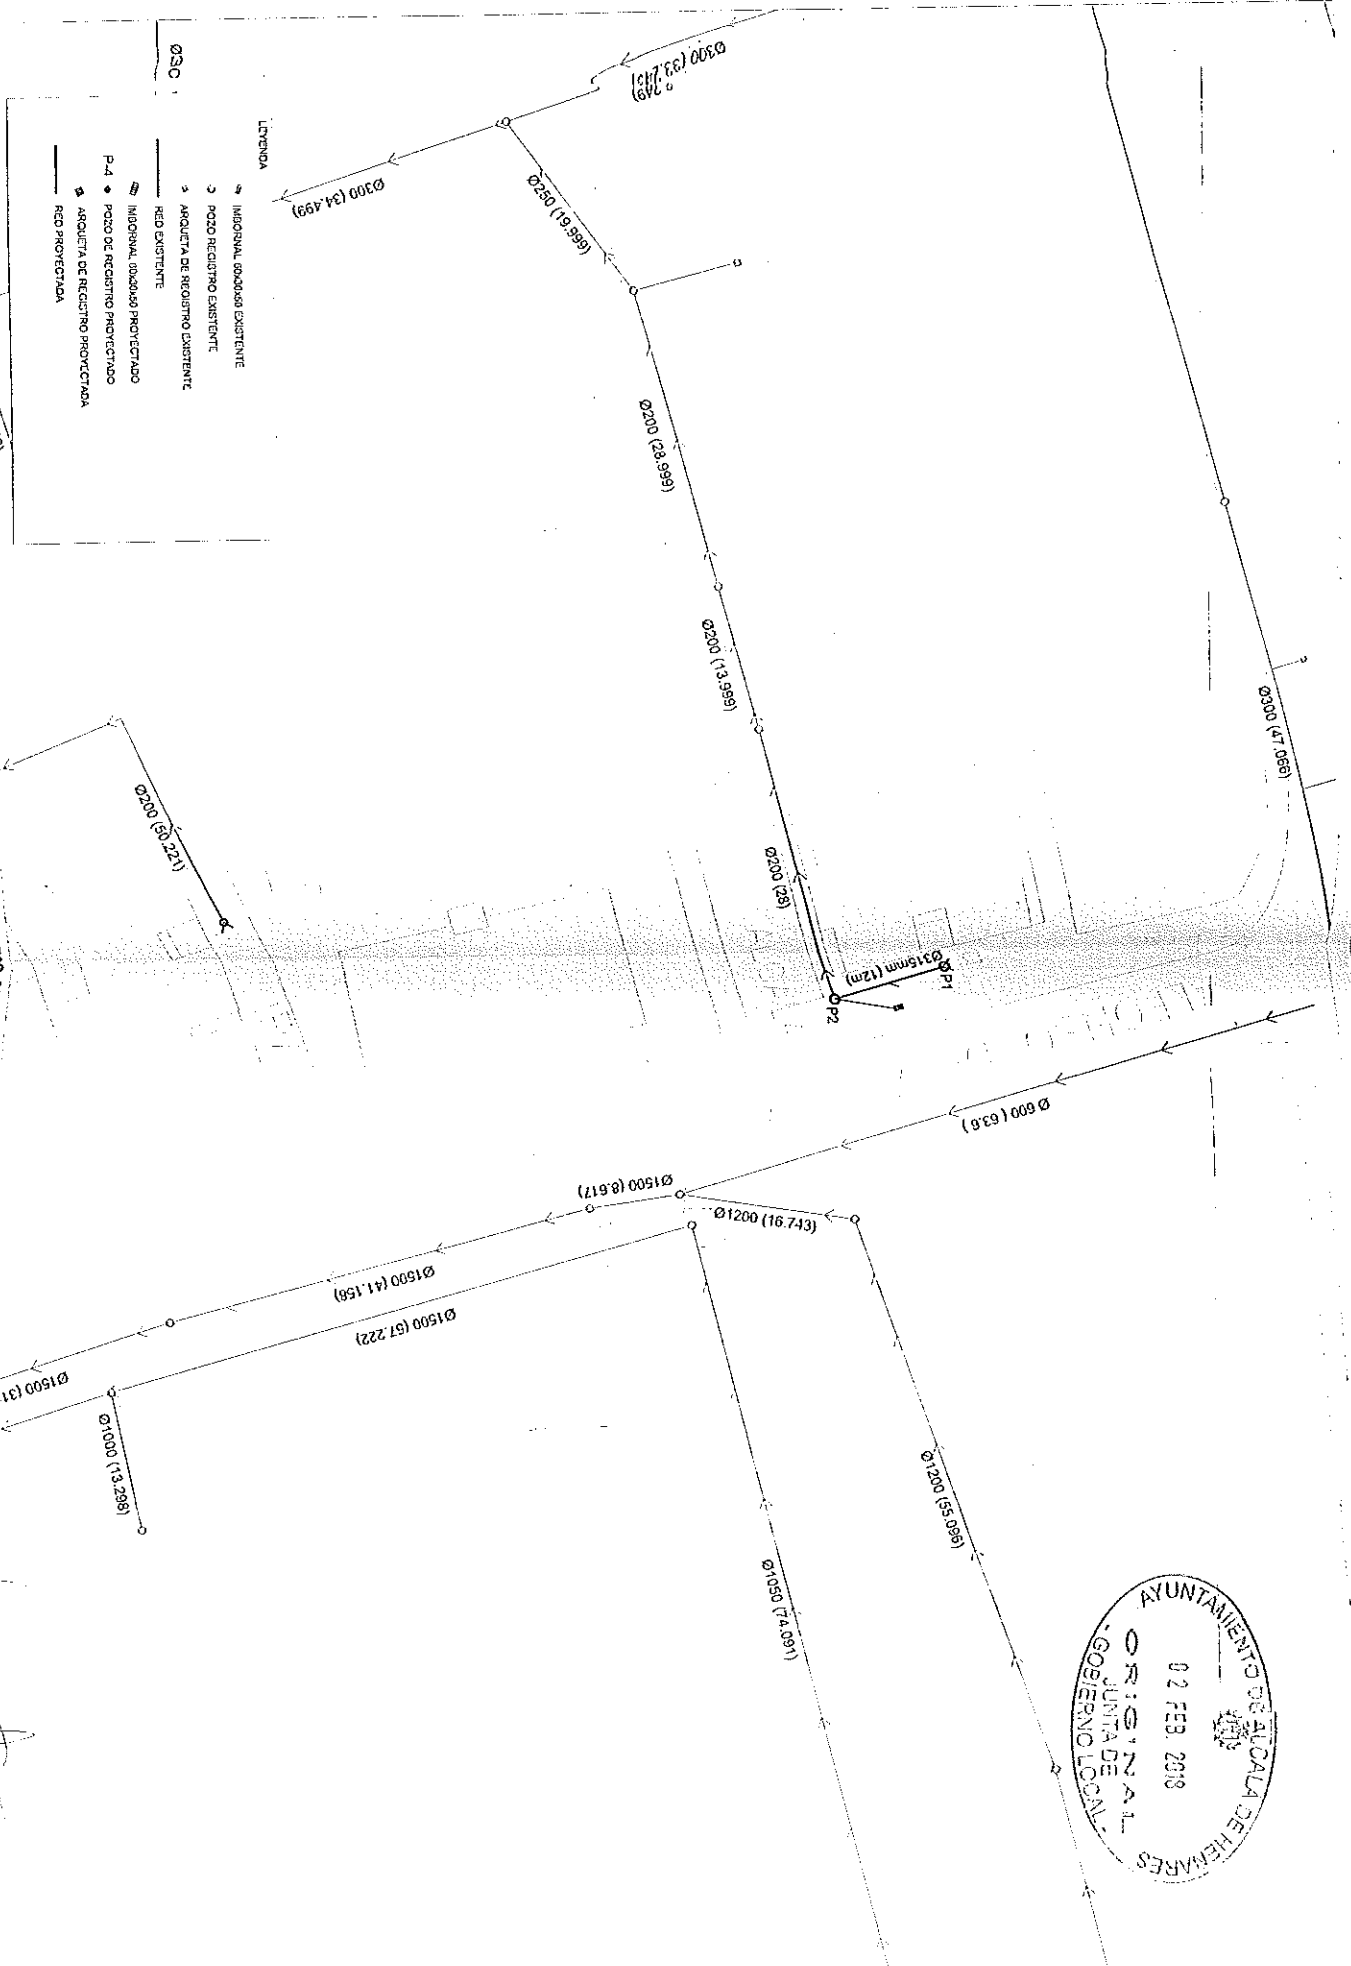 LEYENDA
IMBORNAL 60x30x50 EXISTENTE
POZO REGISTRO EXISTENTE
ARQUETA DE REGISTRO EXISTENTE
RED EXISTENTE
IMBORNAL 60x30x50 PROYECTADO
P-4 POZO DE REGISTRO PROYECTADO
ARQUETA DE REGISTRO PROYECTADA
RED PROYECTADA
Ø300 (34.499)
Ø250 (19.999)
Ø200 (28.999)
Ø200 (13.999)
Ø200 (28)
Ø315mm (12m)
P1
P2
Ø300 (47.066)
Ø200 (50.221)
Ø 600 ( 63.6 )
Ø1500 (8.617)
Ø1200 (16.743)
Ø1500 (41.158)
Ø1500 (57.222)
Ø1500 (31
Ø1000 (13.298)
Ø1200 (55.096)
Ø1050 (74.091)
AYUNTAMIENTO DE ALCALA DE HENARES
02 FEB. 2018
ORIGINAL
JUNTA DE
- GOBIERNO LOCAL -